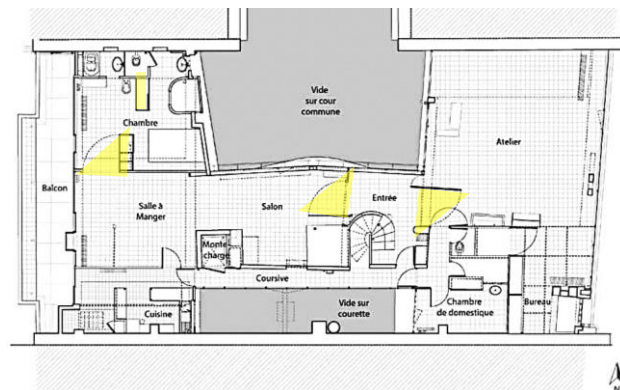 Vide
sur cour
commune
Chambre
Atelier
Balcon
Salle à
Manger
Salon
Entrée
Monte
charge
Coursive
Cuisine
Vide sur
courette
Chambre
de domestique
Bureau
N